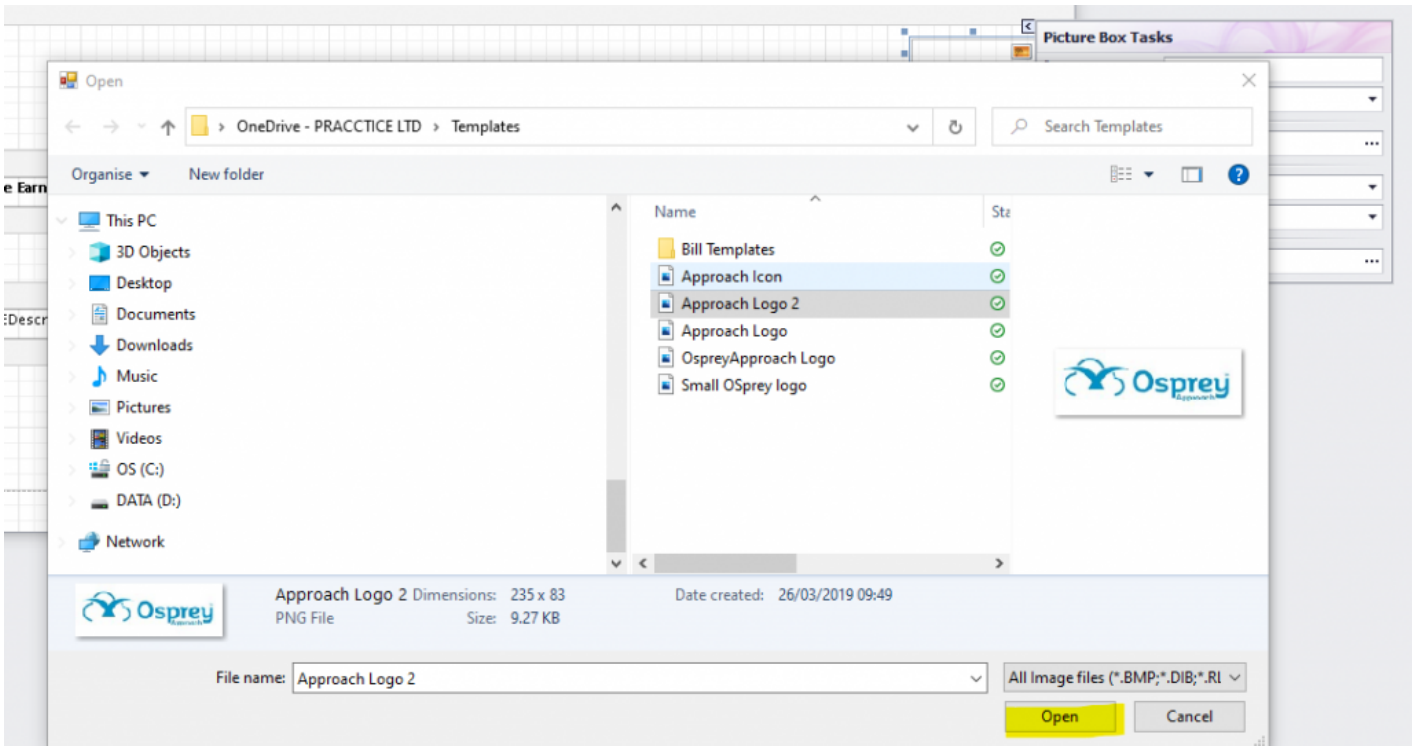 Picture Box Tasks
Open
OneDrive - PRACCTICE LTD > Templates
Search Templates
Organise
New folder
e Earn
This PC
3D Objects
Desktop
Documents
Downloads
Music
Pictures
Videos
OS (C:)
DATA (D:)
Network
EDescr
Name
Sta
Bill Templates
Approach Icon
Approach Logo 2
Approach Logo
OspreyApproach Logo
Small OSprey logo
Osprey
Approach
Osprey
Approach
Approach Logo 2 Dimensions: 235 x 83
Date created: 26/03/2019 09:49
PNG File
Size: 9.27 KB
File name: Approach Logo 2
All Image files (*.BMP;*.DIB;*.RL
Open
Cancel